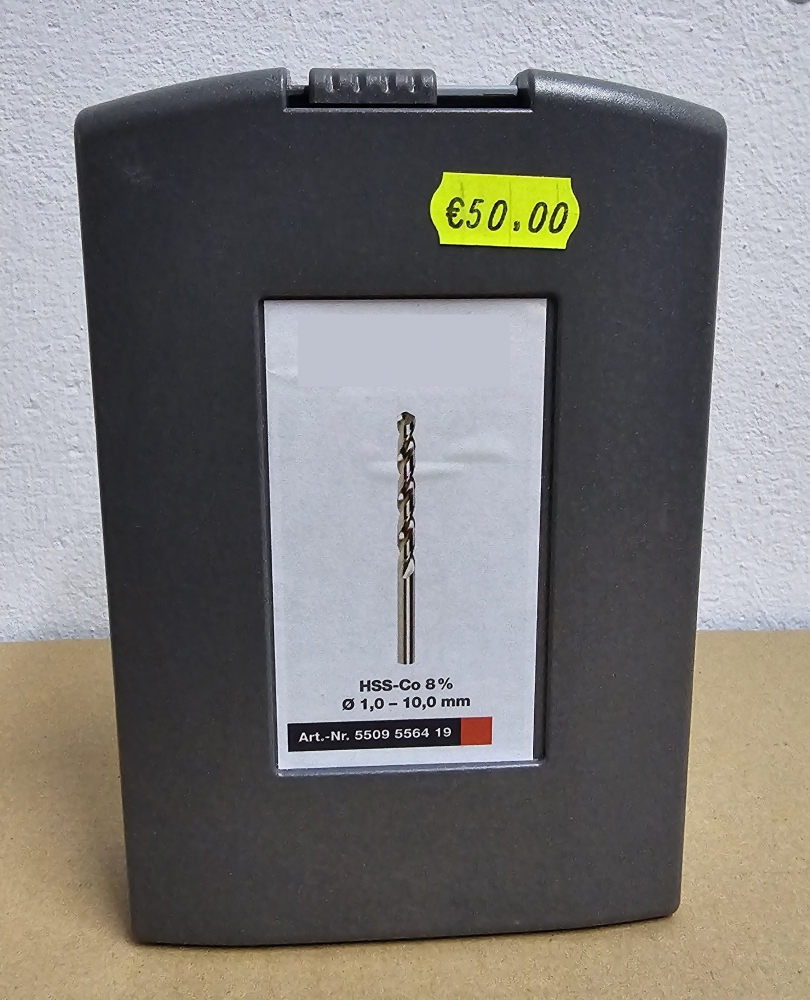 €50.00
HSS-Co 8%
Ø 1,0 – 10,0 mm
Art.-Nr. 5509 5564 19